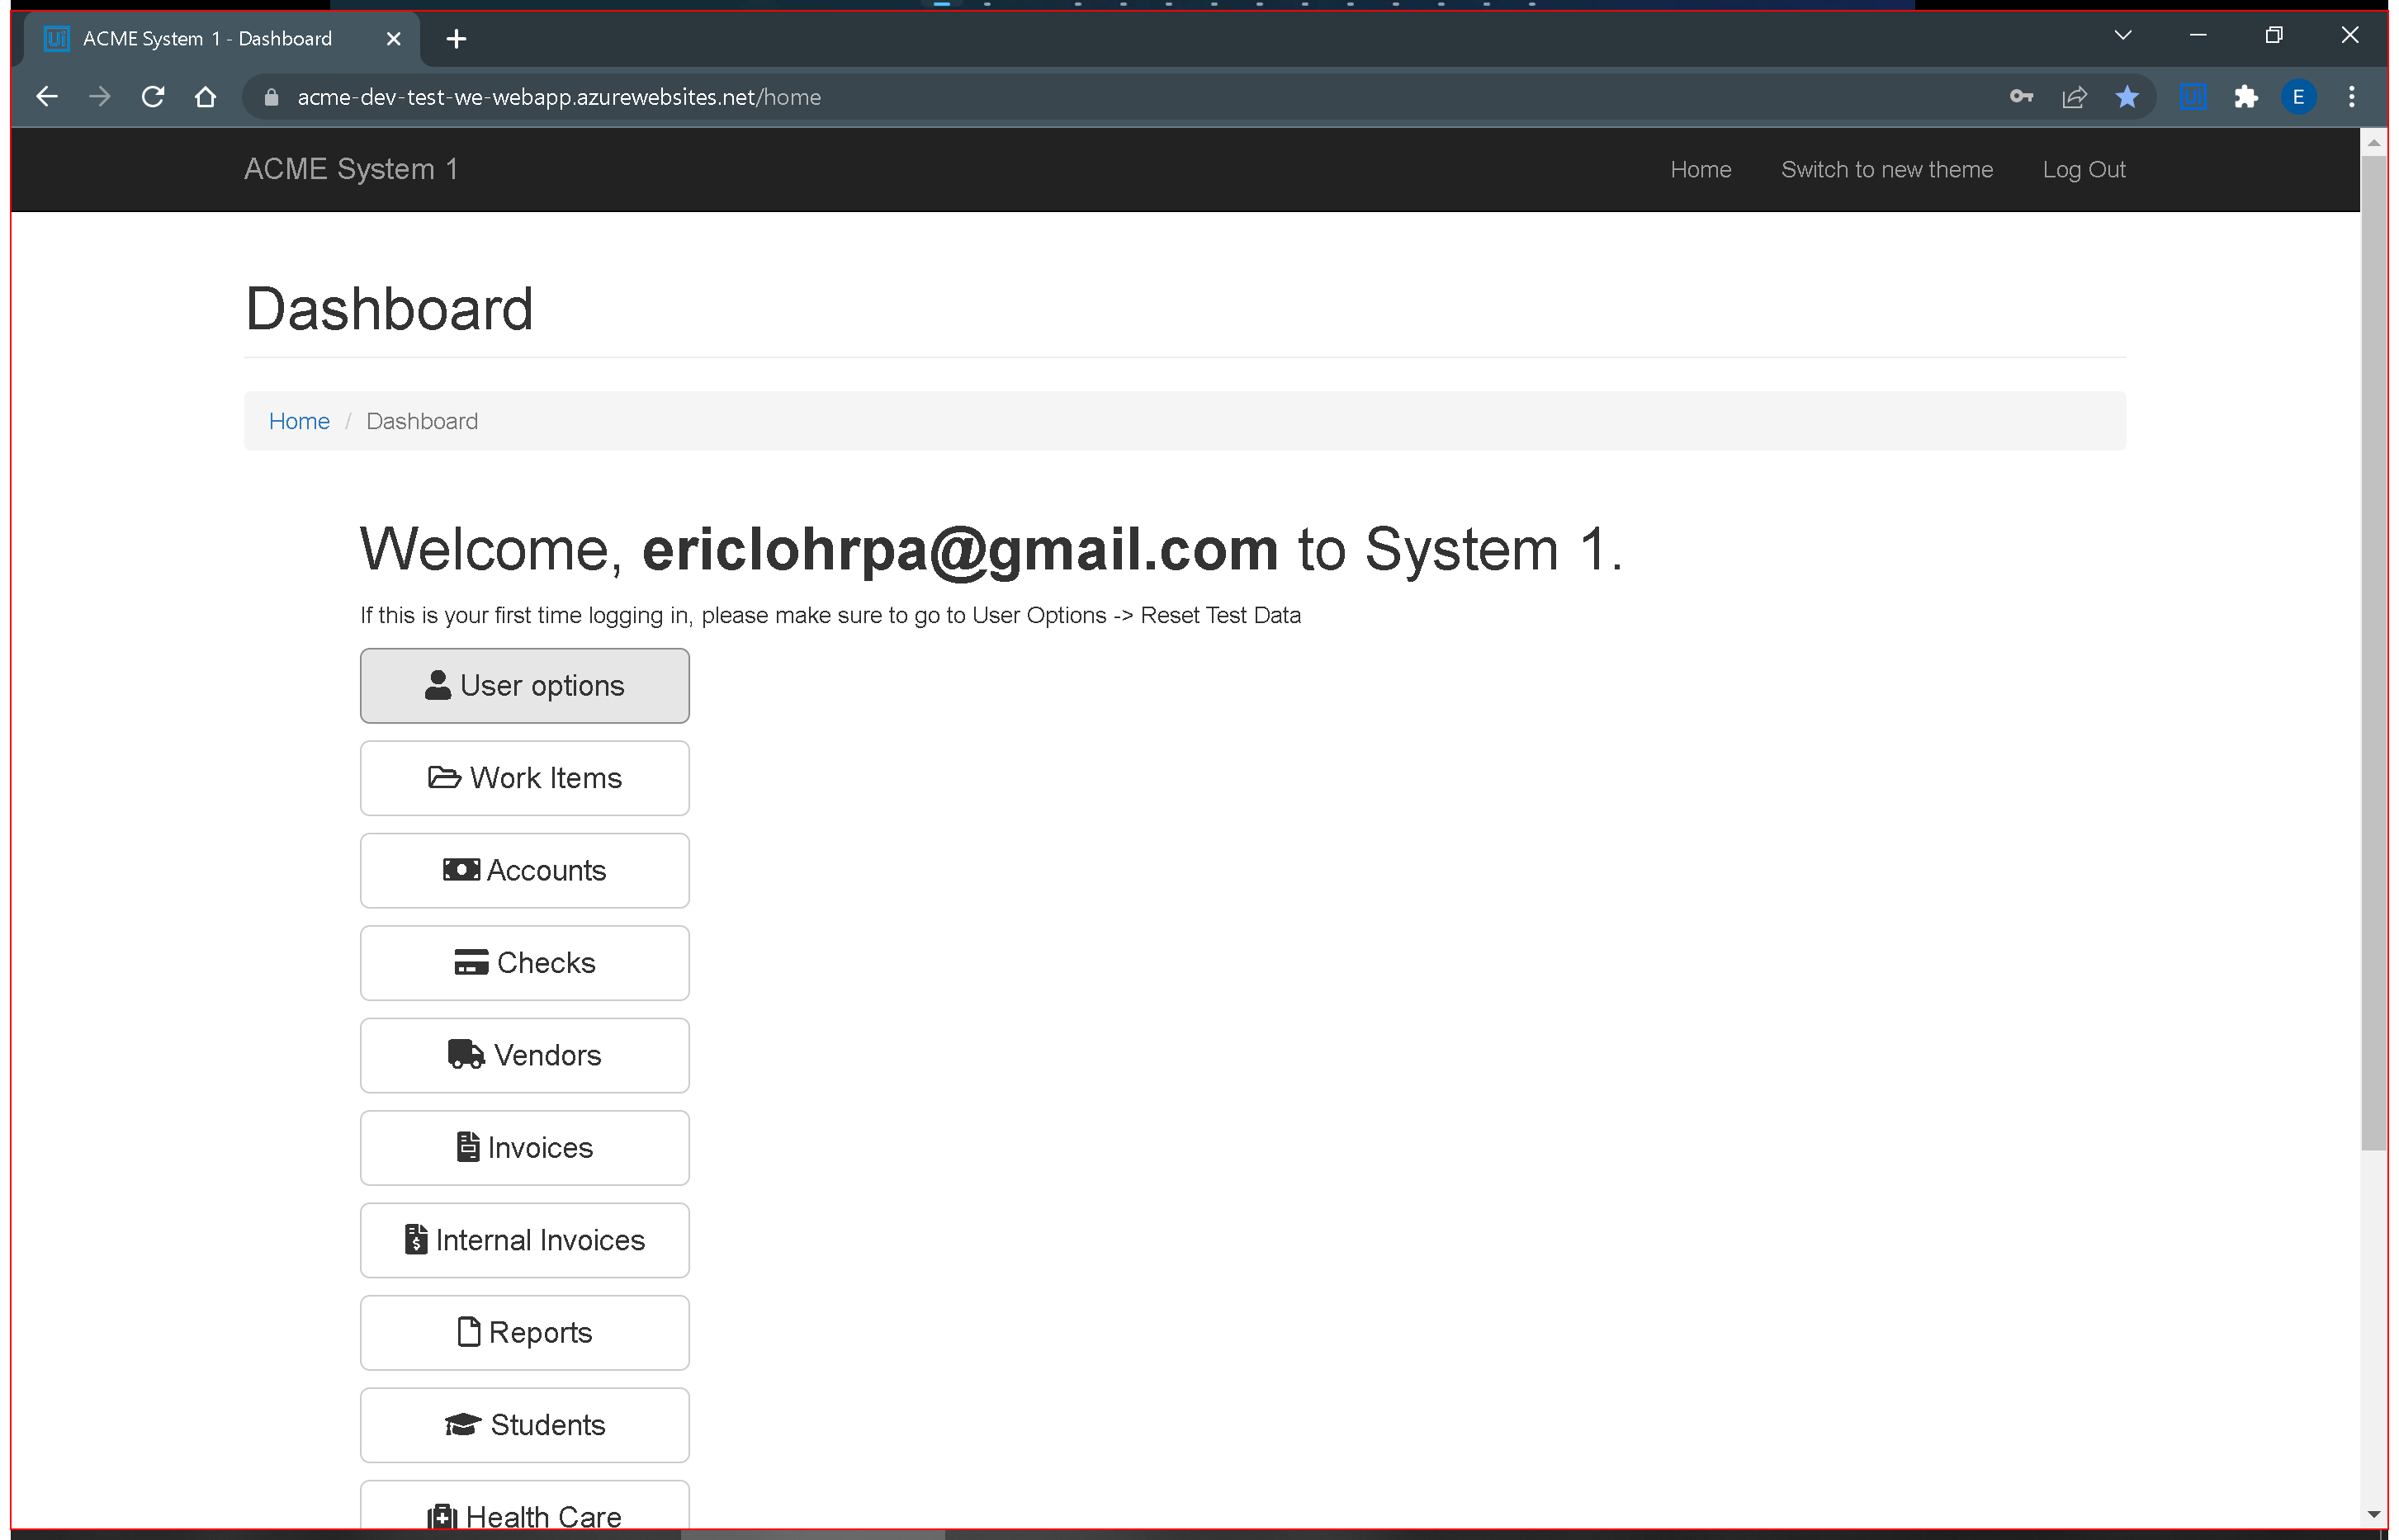 Ui ACME System 1 - Dashboard
acme-dev-test-we-webapp.azurewebsites.net/home
Ui
E
ACME System 1
Home
Switch to new theme
Log Out
Dashboard
Home / Dashboard
Welcome, ericlohrpa@gmail.com to System 1.
If this is your first time logging in, please make sure to go to User Options -> Reset Test Data
User options
Work Items
Accounts
Checks
Vendors
Invoices
Internal Invoices
Reports
Students
Health Care